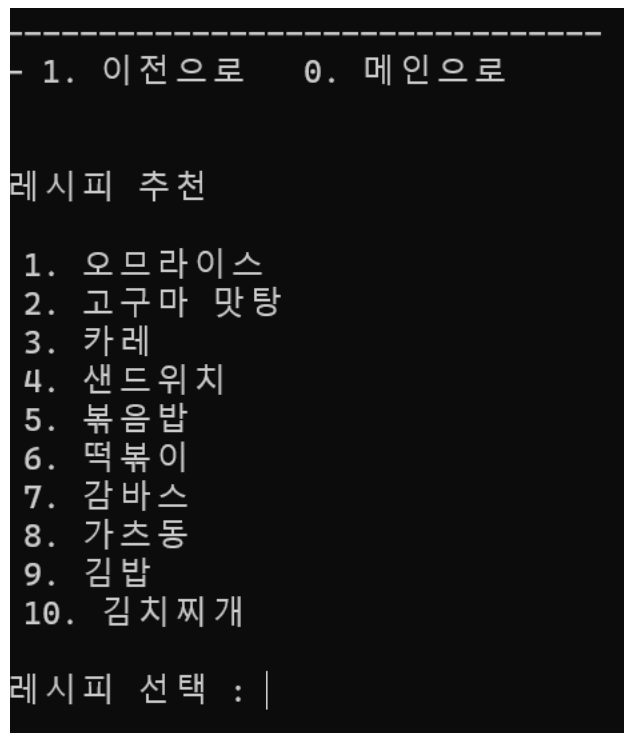 ---------------------------------
- 1. 이전으로 0. 메인으로
레시피 추천
1. 오므라이스
2. 고구마 맛탕
3. 카레
4. 샌드위치
5. 볶음밥
6. 떡볶이
7. 감바스
8. 가츠동
9. 김밥
10. 김치찌개
레시피 선택 :